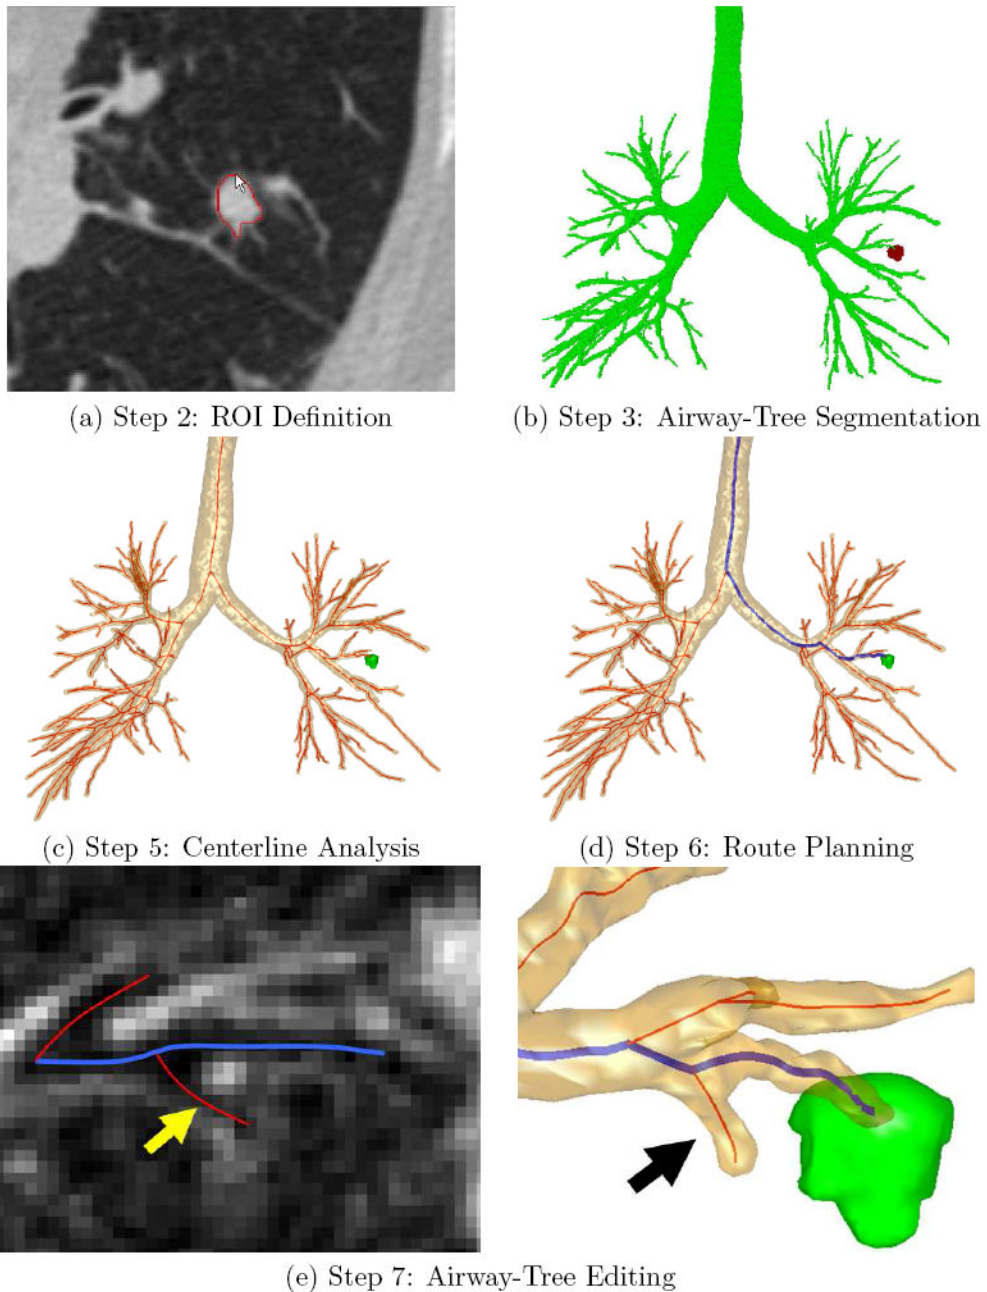 (a) Step 2: ROI Definition
(b) Step 3: Airway-Tree Segmentation
(c) Step 5: Centerline Analysis
(d) Step 6: Route Planning
(e) Step 7: Airway-Tree Editing